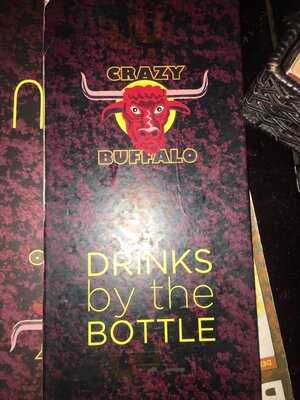 CRAZY
BUFFALO
DRINKS
by the
BOTTLE